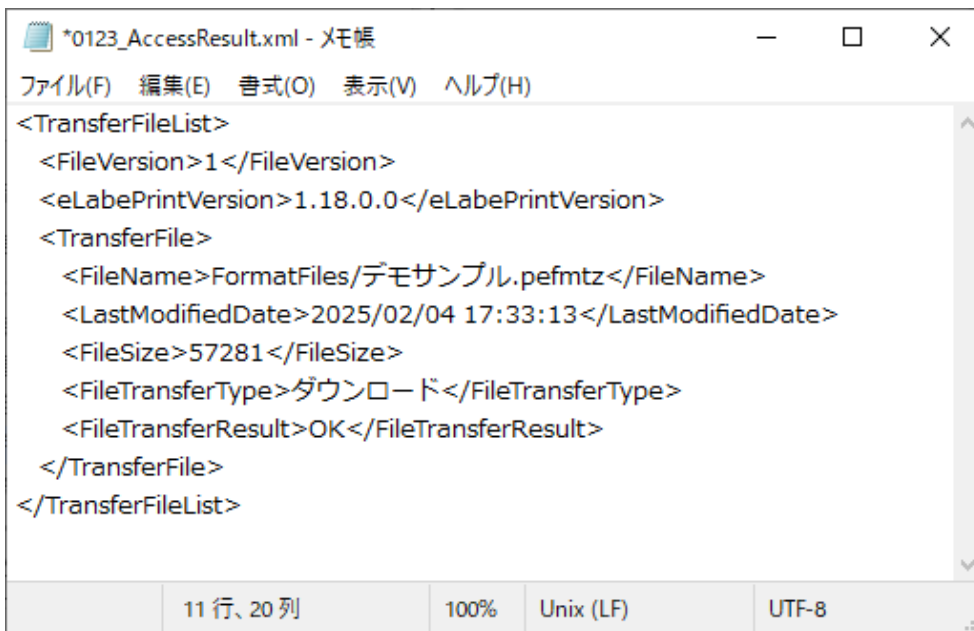 *0123_AccessResult.xml - メモ帳
ファイル(F) 編集(E) 書式(O) 表示(V) ヘルプ(H)
<TransferFileList>
<FileVersion>1</FileVersion>
<eLabePrintVersion>1.18.0.0</eLabePrintVersion>
<TransferFile>
<FileName>FormatFiles/デモサンプル.pefmtz</FileName>
<LastModifiedDate>2025/02/04 17:33:13</LastModifiedDate>
<FileSize>57281</FileSize>
<FileTransferType>ダウンロード</FileTransferType>
<FileTransferResult>OK</FileTransferResult>
</TransferFile>
</TransferFileList>
11 行、20 列 100% Unix (LF) UTF-8